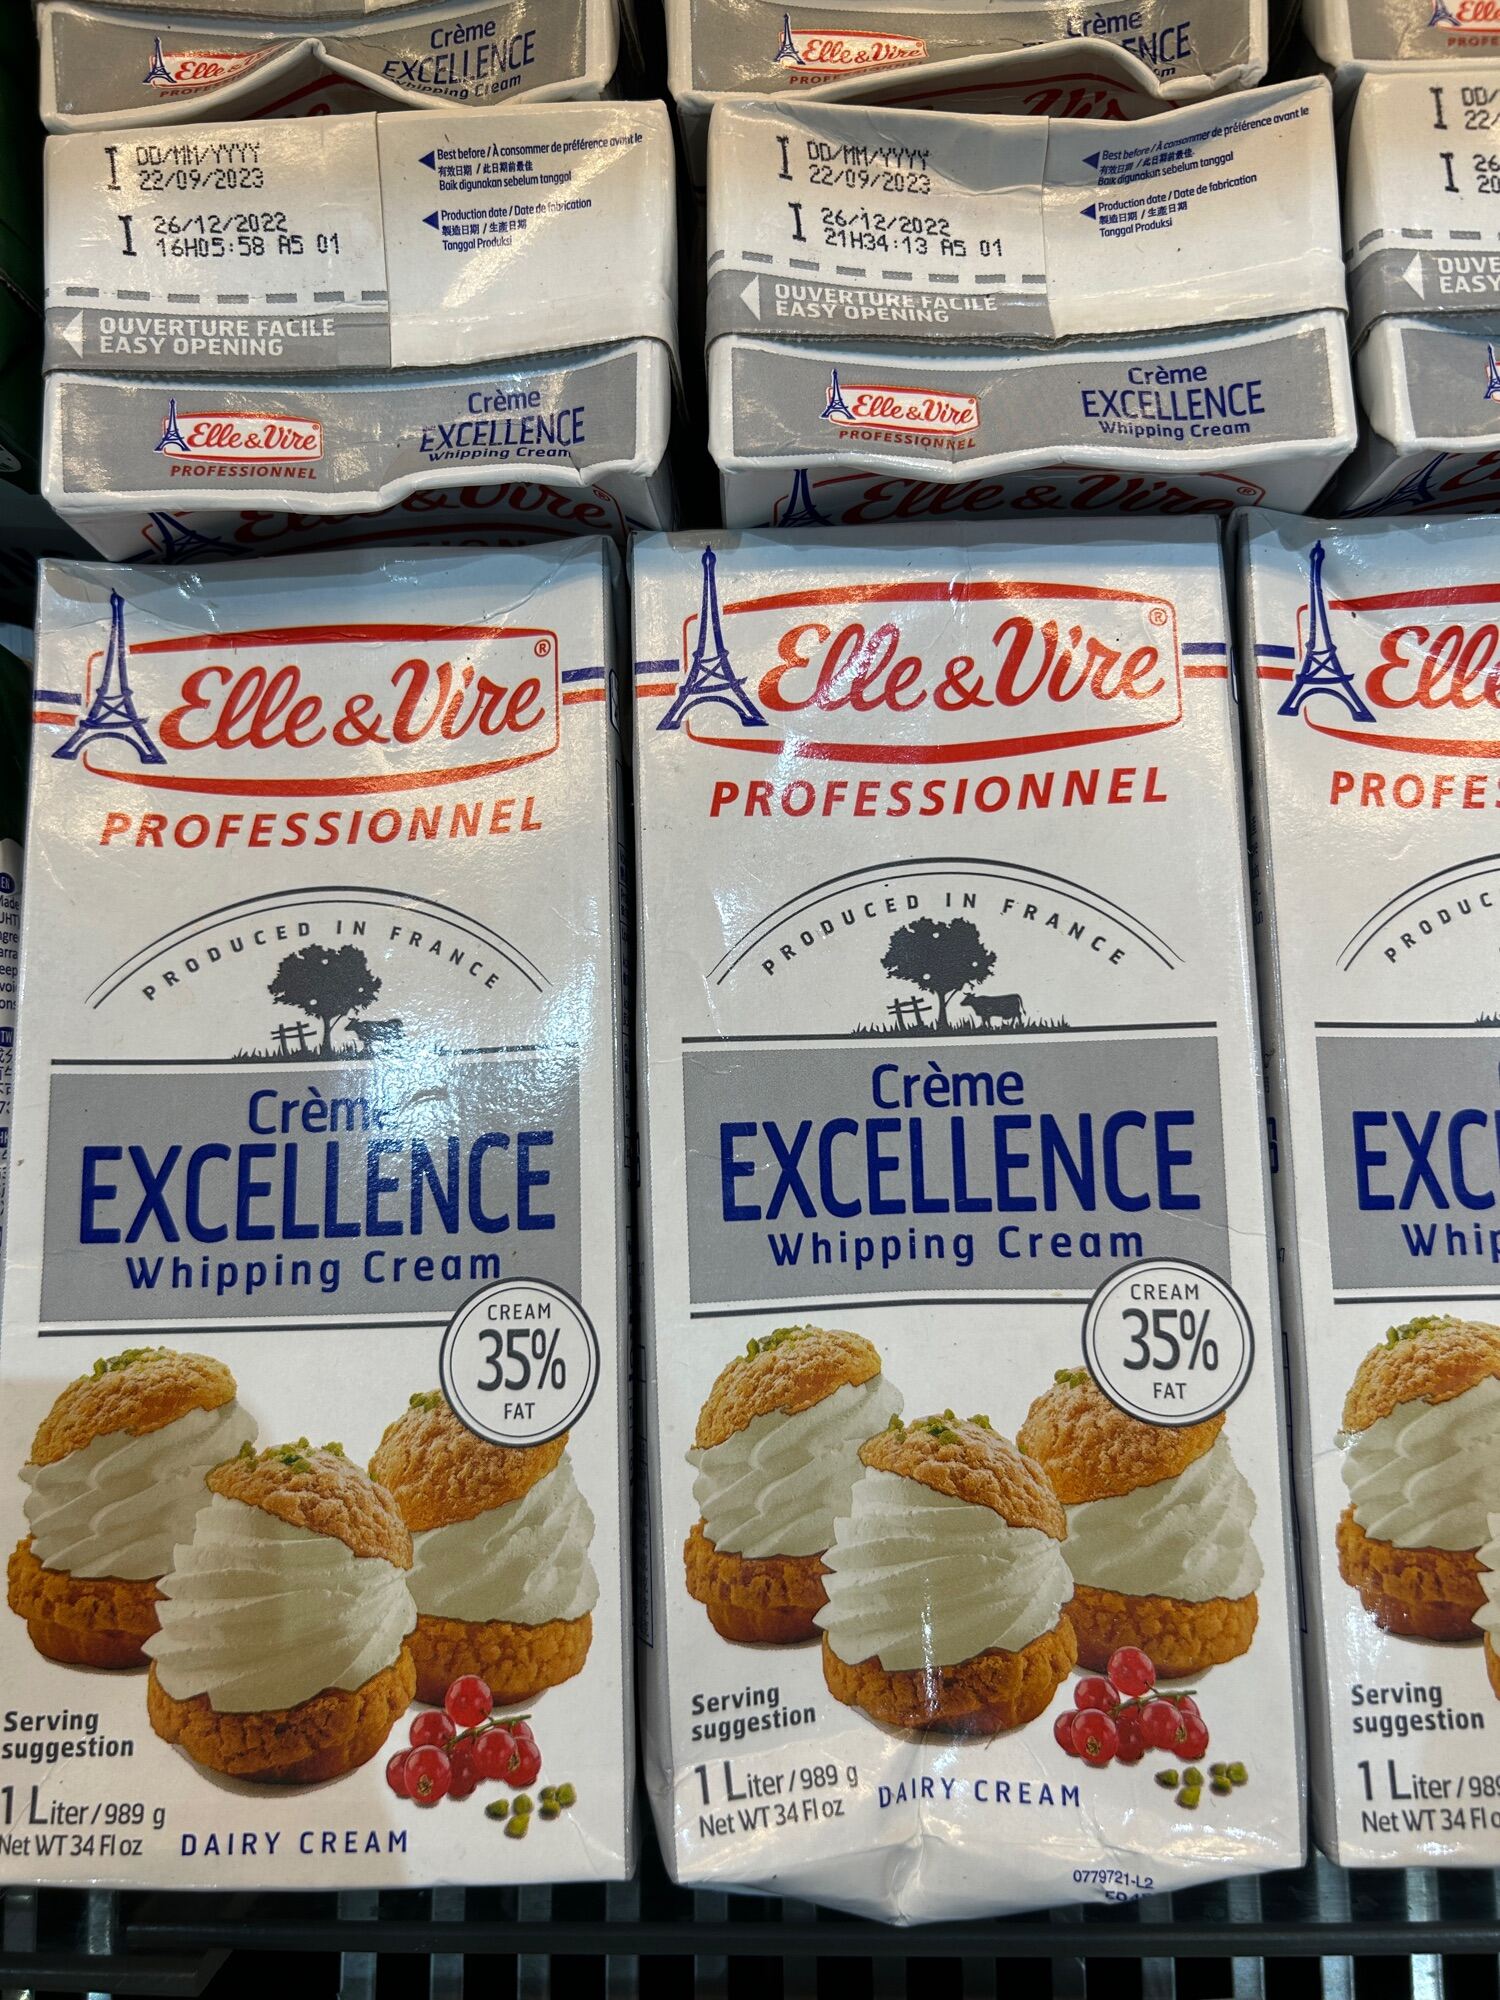 Crème
EXCELLENCE
Whipping Cream
Elle & Vire
Crème
Elle & Vire
DD/MM/YYYY
22/09/2023
26/12/2022
16H05:58 A5 01
Best before / À consommer de préférence avant le
有效日期 / 此日期前最佳
Baik digunakan sebelum tanggal
Production date / Date de fabrication
製造日期 / 生產日期
Tanggal Produksi
OUVERTURE FACILE
EASY OPENING
Elle & Vire
PROFESSIONNEL
Crème
EXCELLENCE
Whipping Cream
DD/MM/YYYY
22/09/2023
26/12/2022
21H34:13 A5 01
Best before / À consommer de préférence avant le
有效日期 / 此日期前最佳
Baik digunakan sebelum tanggal
Production date / Date de fabrication
製造日期 / 生產日期
Tanggal Produksi
OUVERTURE FACILE
EASY OPENING
Elle & Vire
PROFESSIONNEL
Crème
EXCELLENCE
Whipping Cream
Elle & Vire®
PROFESSIONNEL
PRODUCED IN FRANCE
Crème
EXCELLENCE
Whipping Cream
CREAM
35%
FAT
Serving
suggestion
1 Liter / 989 g
Net WT 34 Fl oz
DAIRY CREAM
Elle & Vire®
PROFESSIONNEL
PRODUCED IN FRANCE
Crème
EXCELLENCE
Whipping Cream
CREAM
35%
FAT
Serving
suggestion
1 Liter / 989 g
Net WT 34 Fl oz
DAIRY CREAM
0779721-L2
Serving
suggestion
1 Liter / 989
Net WT 34 Fl